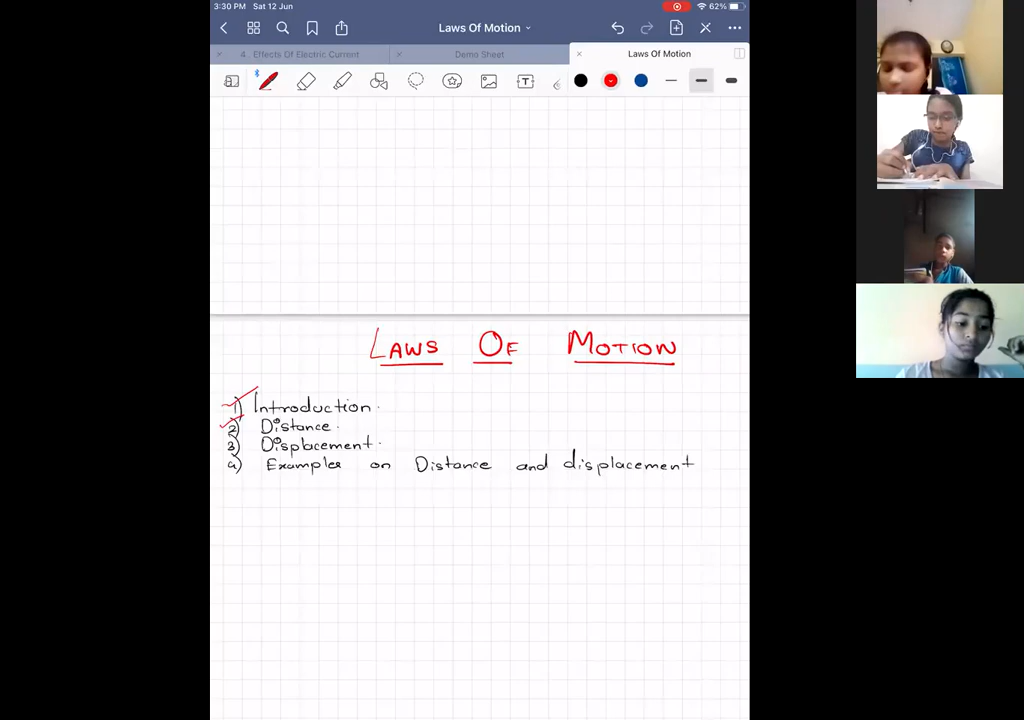 3:30 PM Sat 12 Jun 62%
Laws Of Motion
4. Effects Of Electric Current
Demo Sheet
Laws Of Motion
T
LAWS OF MOTION
1) Introduction.
2) Distance.
3) Displacement.
a) Examples on Distance and displacement